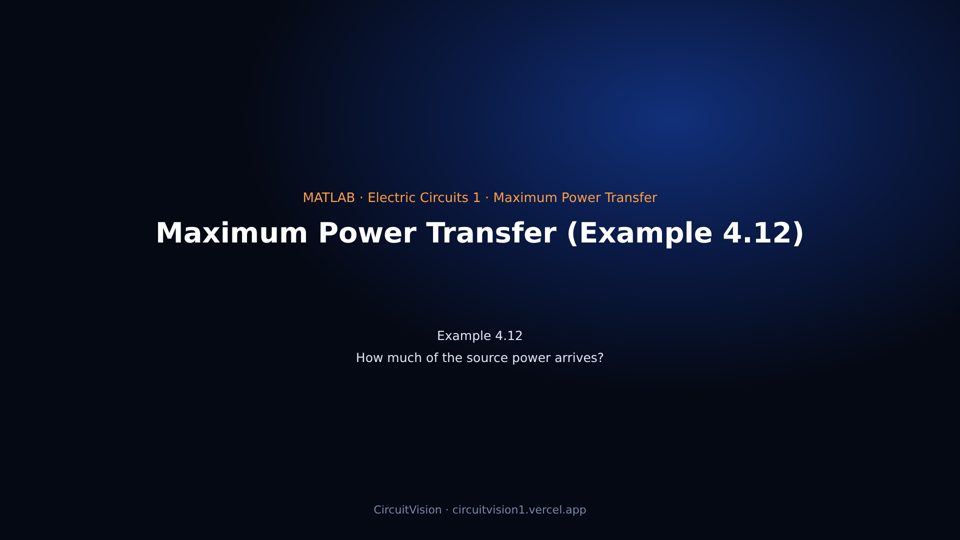 MATLAB · Electric Circuits 1 · Maximum Power Transfer
Maximum Power Transfer (Example 4.12)
Example 4.12
How much of the source power arrives?
CircuitVision · circuitvision1.vercel.app